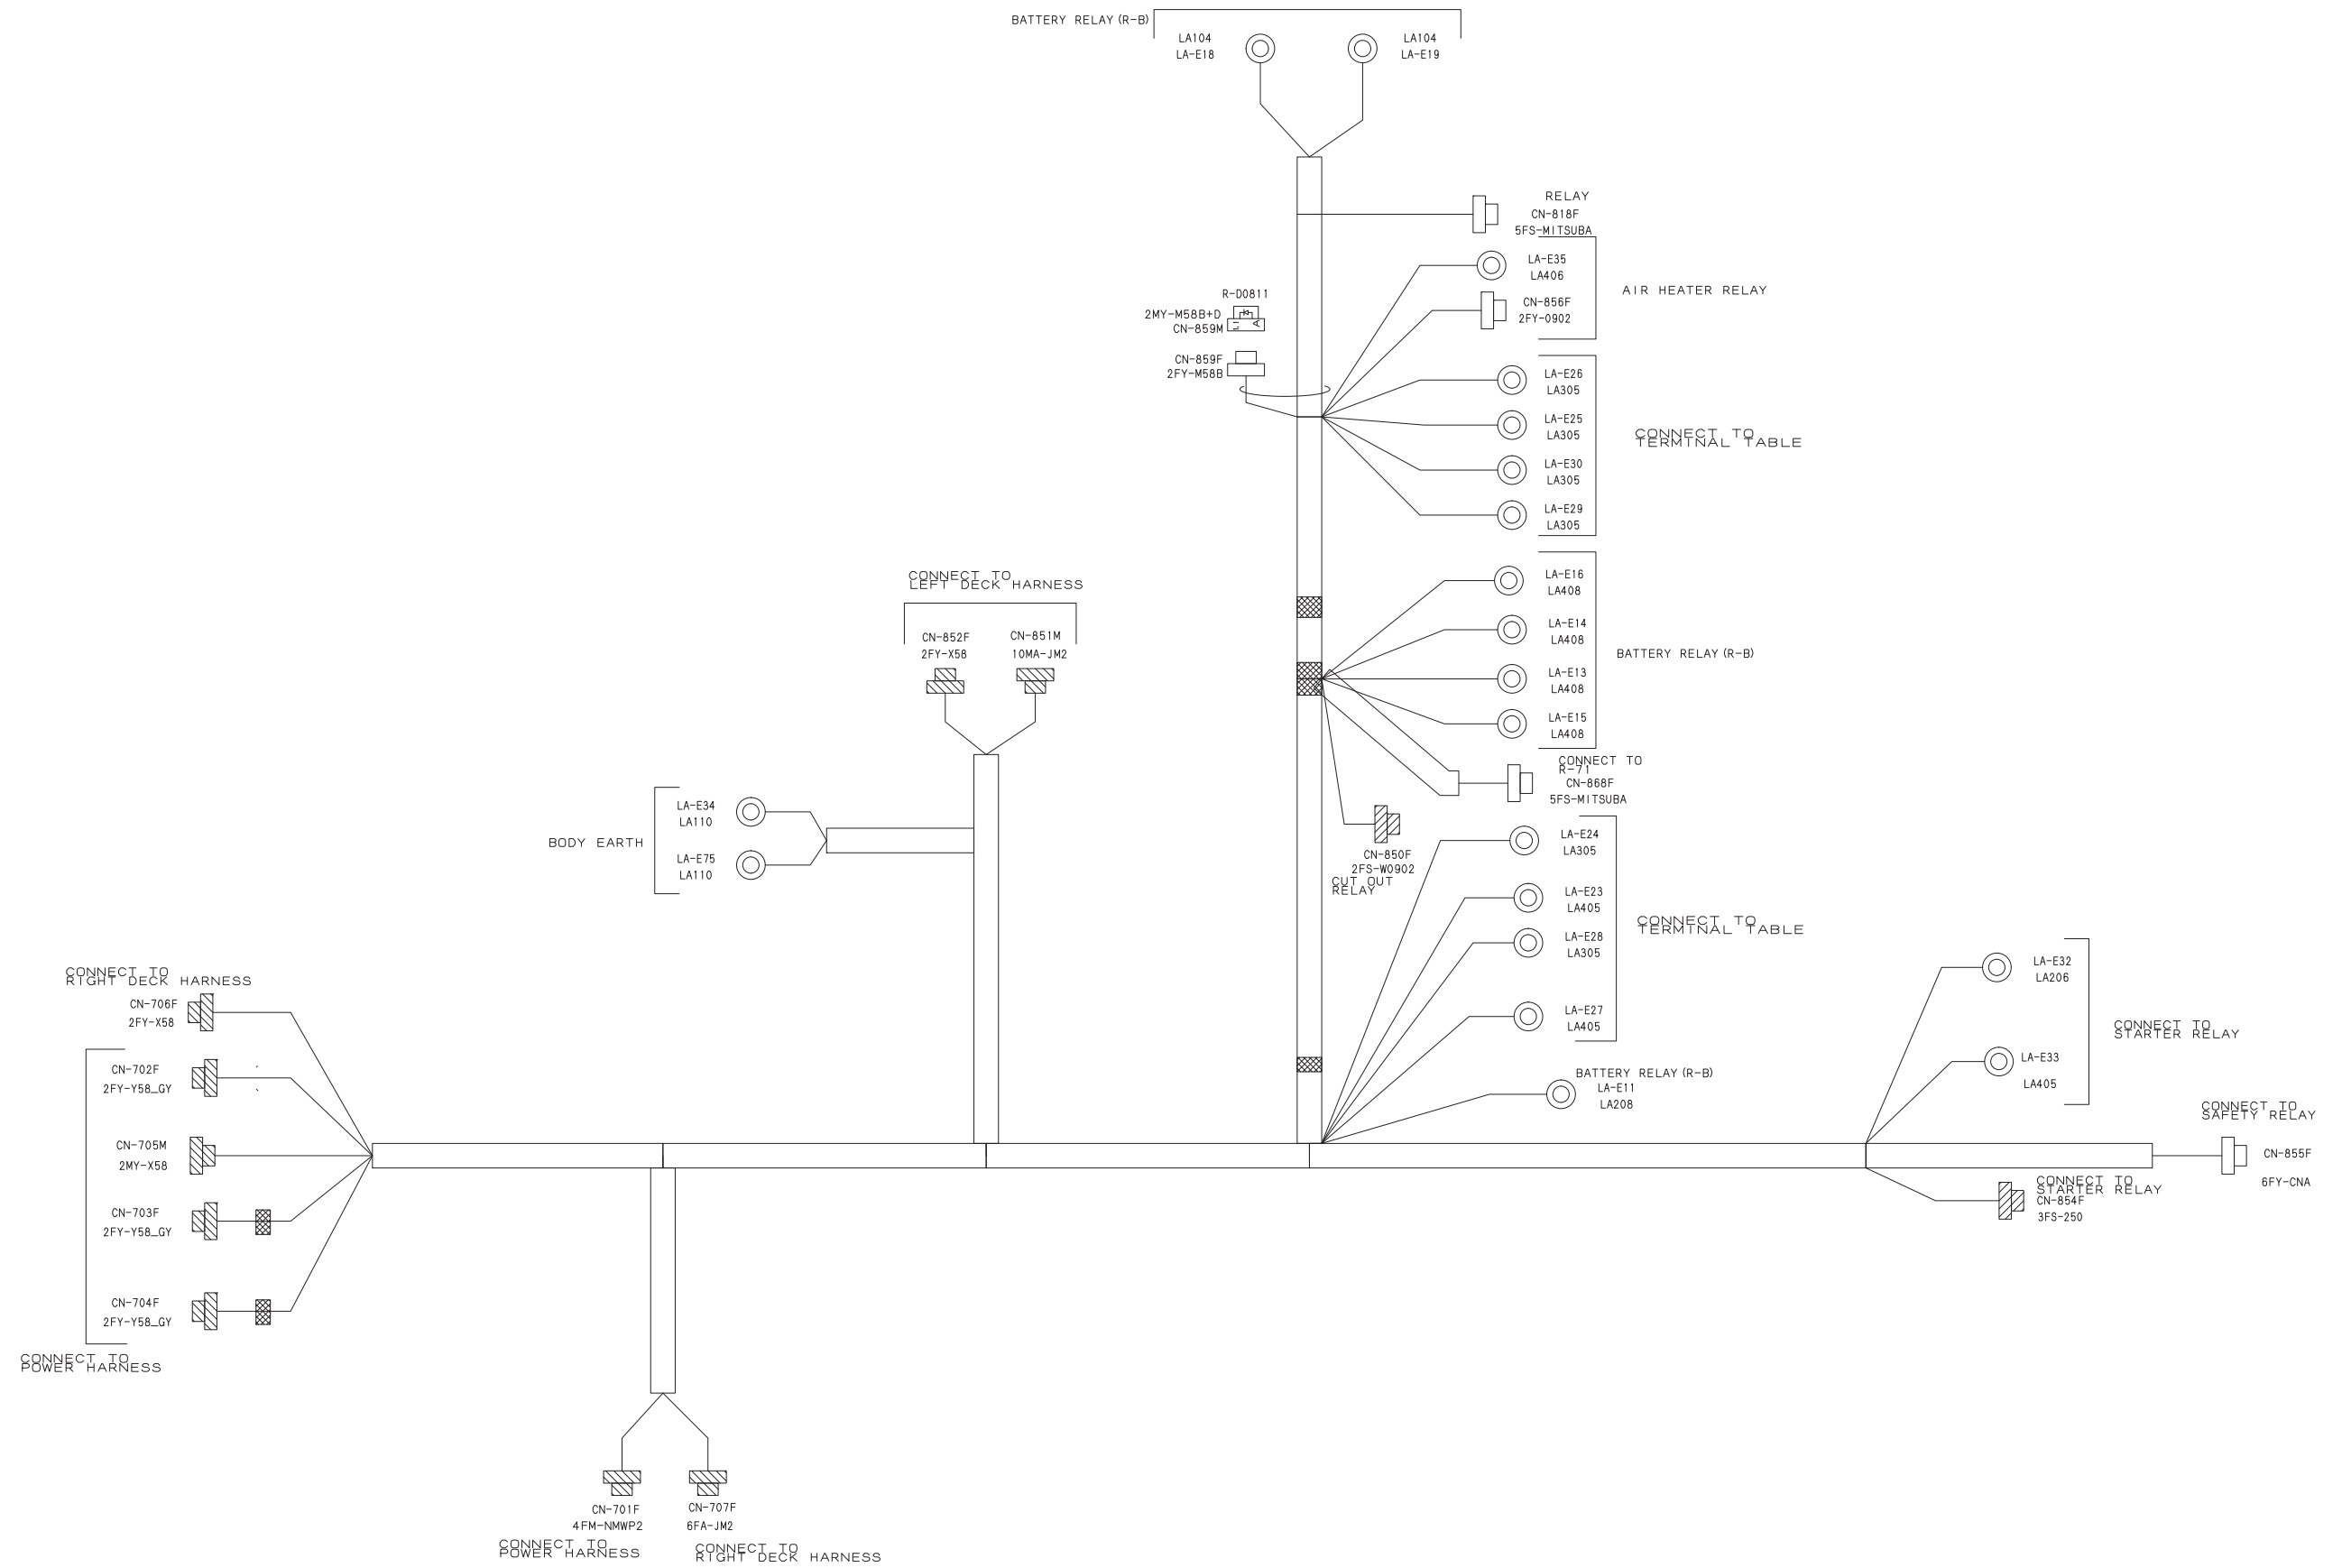 BATTERY RELAY (R-B)
LA104
LA-E18
LA104
LA-E19
RELAY
CN-818F
5FS-MITSUBA
LA-E35
LA406
CN-856F
2FY-0902
AIR HEATER RELAY
R-D0811
2MY-M58B+D
CN-859M
L1
A
CN-859F
2FY-M58B
LA-E26
LA305
LA-E25
LA305
LA-E30
LA305
LA-E29
LA305
CONNECT TO
TERMINAL TABLE
CONNECT TO
LEFT DECK HARNESS
CN-852F
2FY-X58
CN-851M
10MA-JM2
LA-E16
LA408
LA-E14
LA408
LA-E13
LA408
LA-E15
LA408
BATTERY RELAY (R-B)
CONNECT TO
R-71
CN-868F
5FS-MITSUBA
LA-E34
LA110
LA-E75
LA110
BODY EARTH
CN-850F
2FS-W0902
CUT OUT
RELAY
LA-E24
LA305
LA-E23
LA405
LA-E28
LA305
LA-E27
LA405
CONNECT TO
TERMINAL TABLE
BATTERY RELAY (R-B)
LA-E11
LA208
LA-E32
LA206
LA-E33
LA405
CONNECT TO
STARTER RELAY
CONNECT TO
SAFETY RELAY
CN-855F
6FY-CNA
CONNECT TO
STARTER RELAY
CN-854F
3FS-250
CONNECT TO
RIGHT DECK HARNESS
CN-706F
2FY-X58
CN-702F
2FY-Y58_GY
CN-705M
2MY-X58
CN-703F
2FY-Y58_GY
CN-704F
2FY-Y58_GY
CONNECT TO
POWER HARNESS
CN-701F
4FM-NMWP2
CONNECT TO
POWER HARNESS
CN-707F
6FA-JM2
CONNECT TO
RIGHT DECK HARNESS